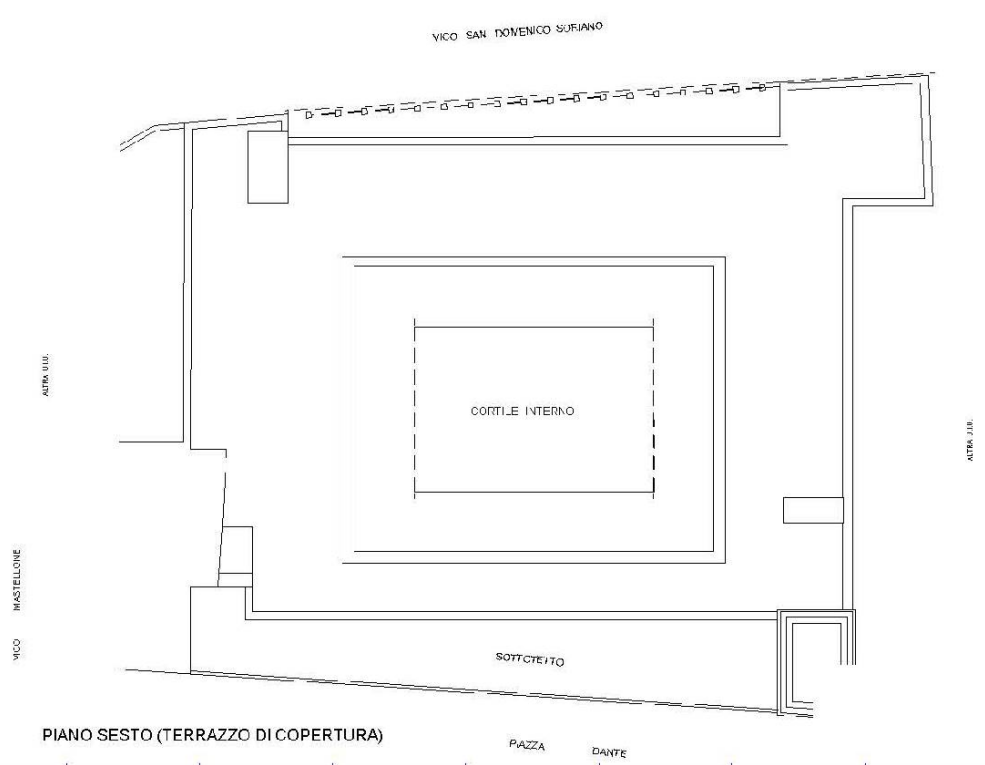 VICO SAN DOMENICO SORIANO
ALTRA U.I.U.
CORTILE INTERNO
ALTRA U.I.U.
VICO MASTELLONE
SOTTOTETTO
PIANO SESTO (TERRAZZO DI COPERTURA)
PIAZZA DANTE